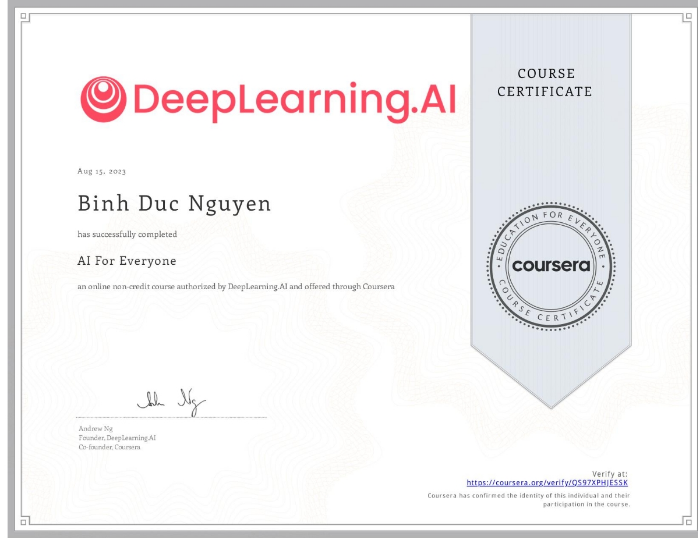 DeepLearning.AI
COURSE
CERTIFICATE
Aug 15, 2023
Binh Duc Nguyen
has successfully completed
AI For Everyone
an online non-credit course authorized by DeepLearning.AI and offered through Coursera
EDUCATION FOR EVERYONE
coursera
COURSE CERTIFICATE
Andrew Ng
Founder, DeepLearning.AI
Co-founder, Coursera
Verify at:
https://coursera.org/verify/QS97XPHJESSK
Coursera has confirmed the identity of this individual and their
participation in the course.